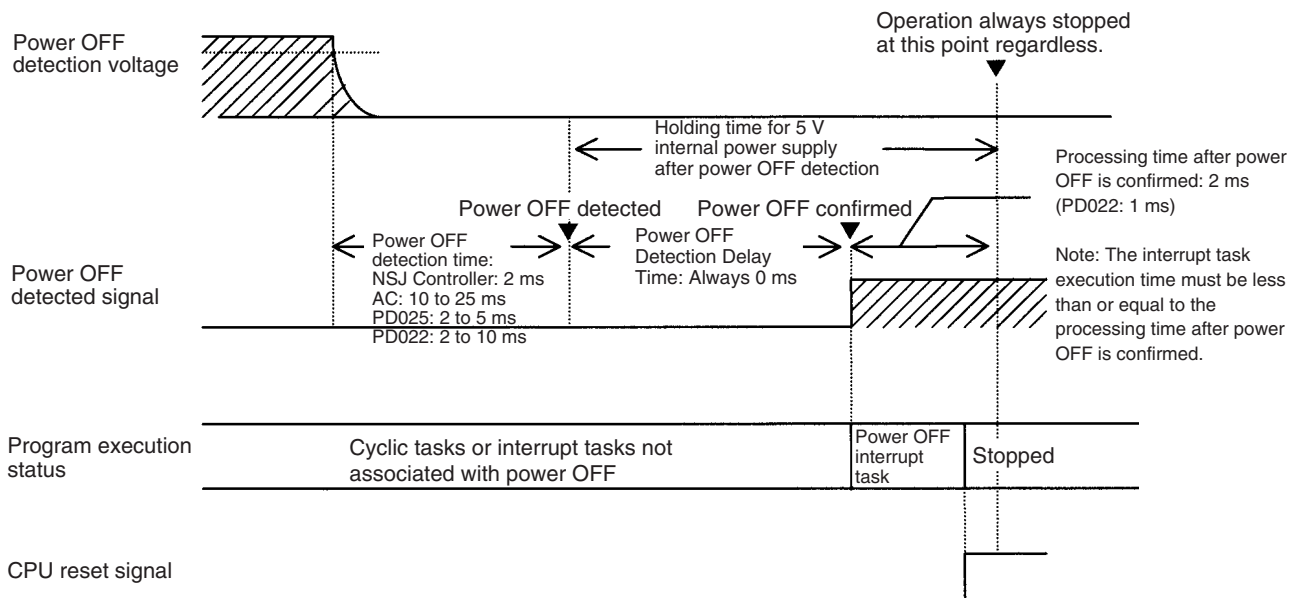 Operation always stopped
at this point regardless.
Power OFF
detection voltage
Holding time for 5 V
internal power supply
after power OFF detection
Processing time after power
OFF is confirmed: 2 ms
(PD022: 1 ms)
Power OFF detected
Power OFF confirmed
Power OFF
detection time:
NSJ Controller: 2 ms
AC: 10 to 25 ms
PD025: 2 to 5 ms
PD022: 2 to 10 ms
Power OFF
Detection Delay
Time: Always 0 ms
Power OFF
detected signal
Note: The interrupt task
execution time must be less
than or equal to the
processing time after power
OFF is confirmed.
Program execution
status
Cyclic tasks or interrupt tasks not
associated with power OFF
Power OFF
interrupt
task
Stopped
CPU reset signal